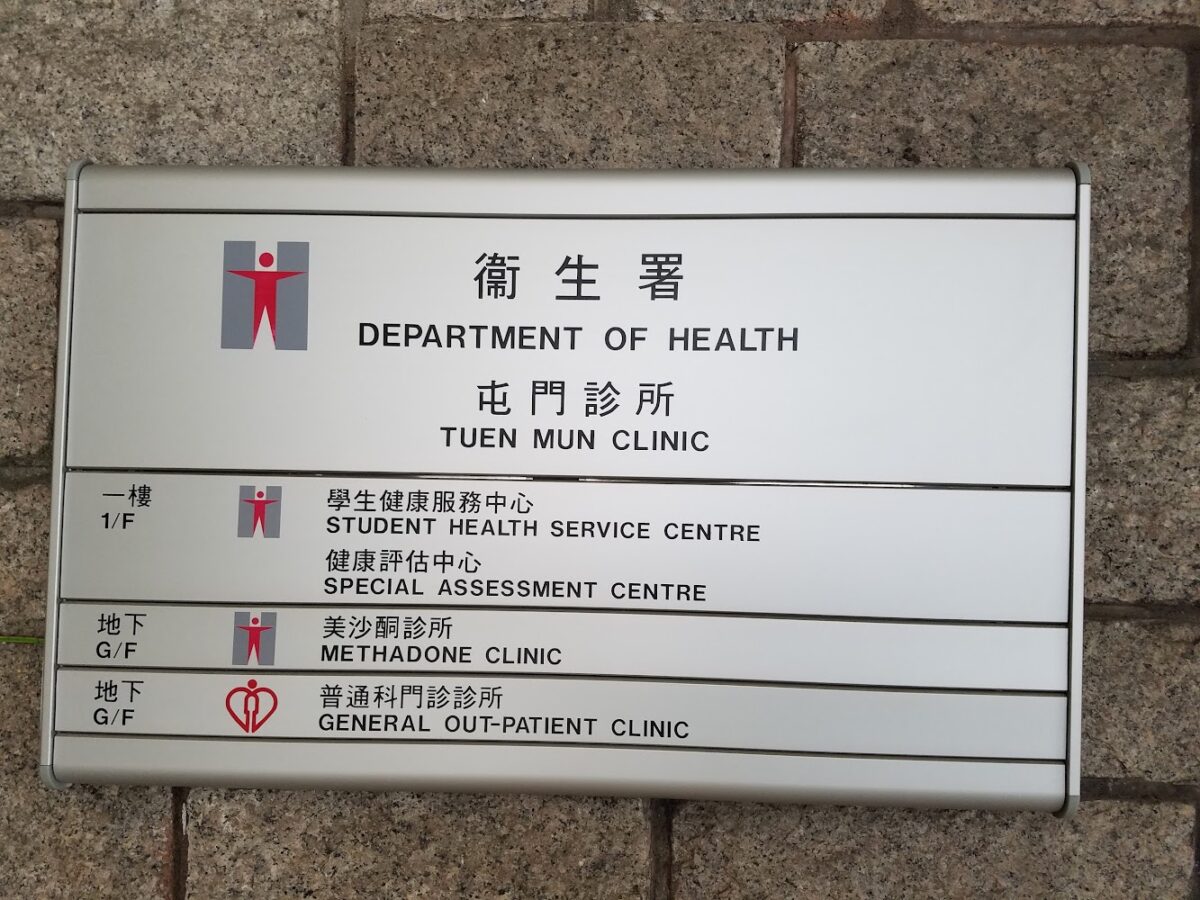 衞生署
DEPARTMENT OF HEALTH
屯門診所
TUEN MUN CLINIC
一樓
1/F
學生健康服務中心
STUDENT HEALTH SERVICE CENTRE
健康評估中心
SPECIAL ASSESSMENT CENTRE
地下
G/F
美沙酮診所
METHADONE CLINIC
地下
G/F
普通科門診診所
GENERAL OUT-PATIENT CLINIC